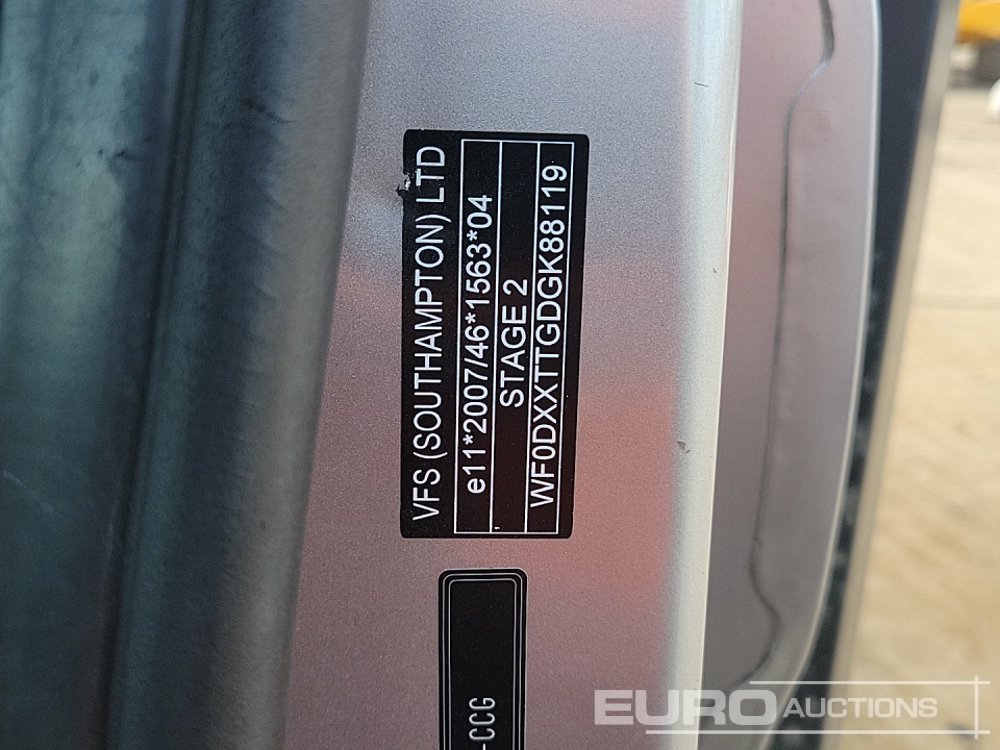 VFS (SOUTHAMPTON) LTD
e11*2007/46*1563*04
STAGE 2
WF0DXXTTGDGK88119
-CCG
EURO AUCTIONS